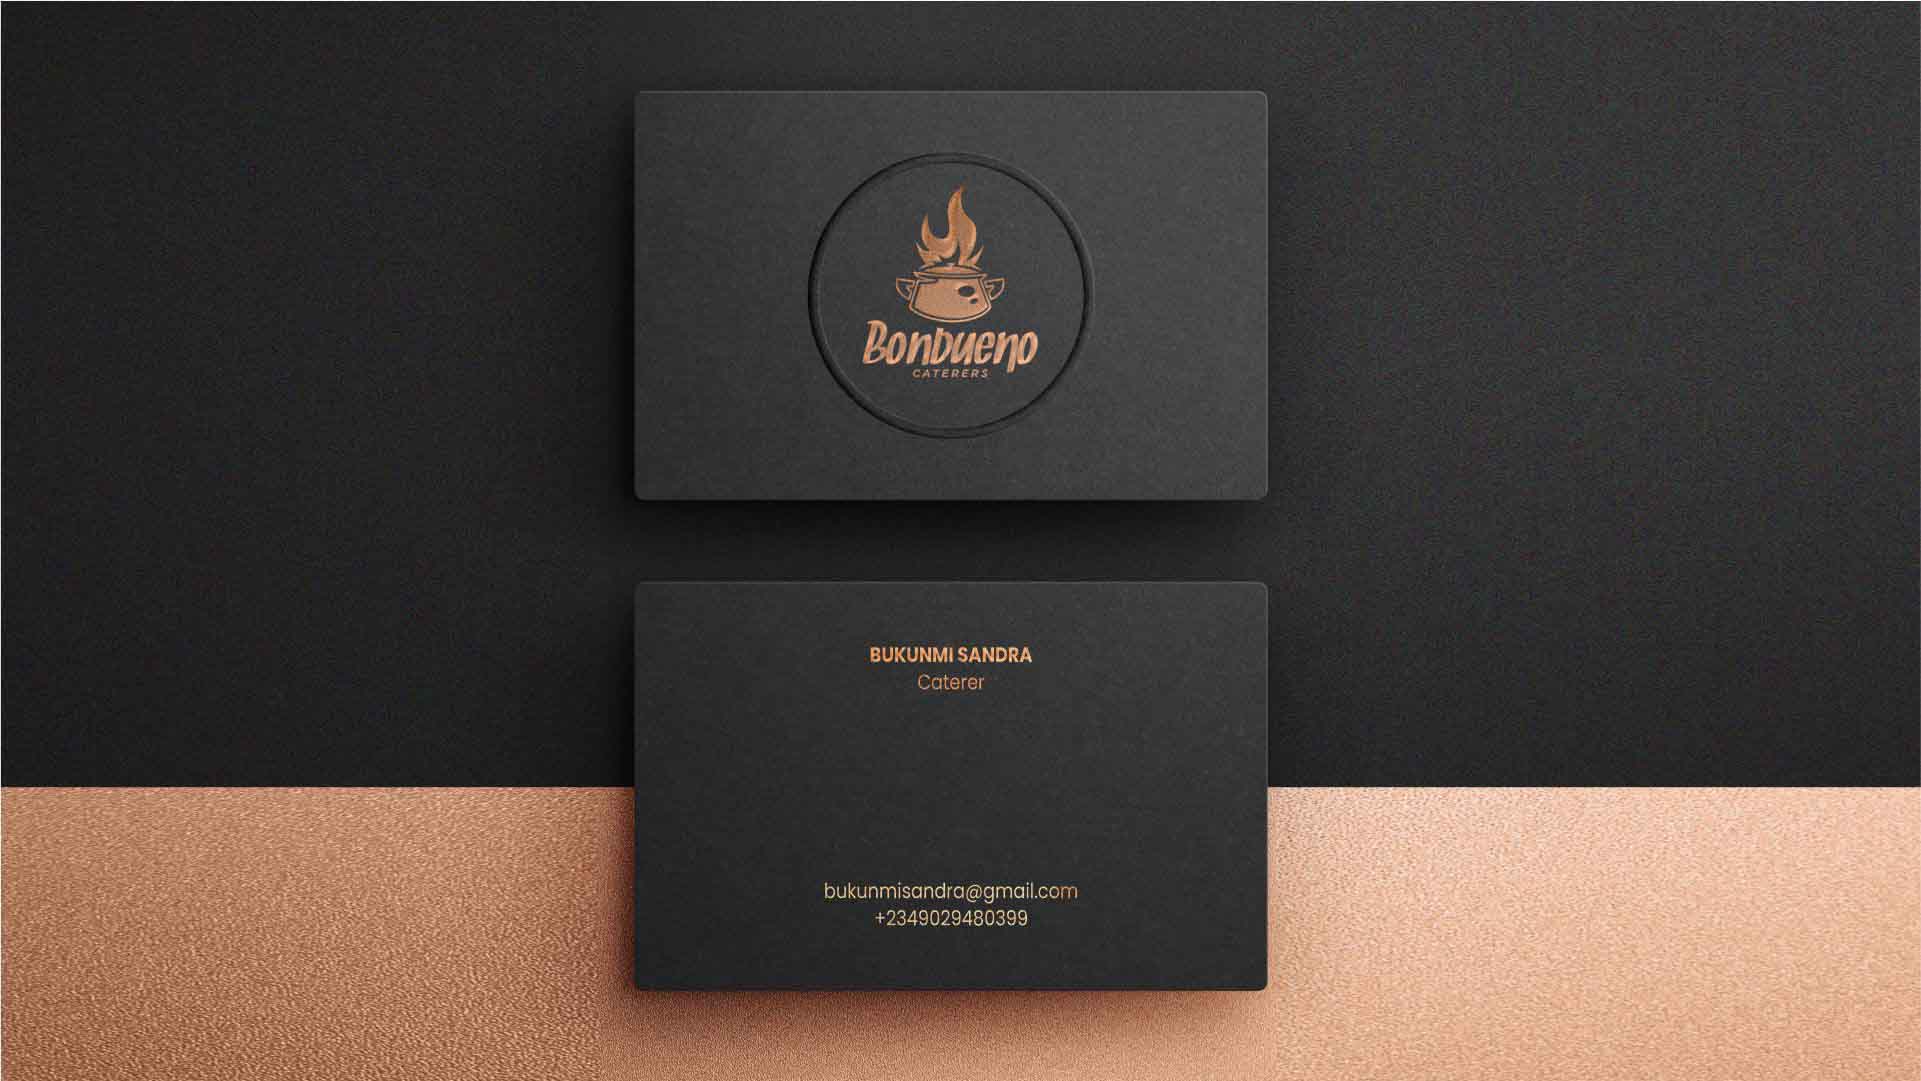 Bonbueno
CATERERS
BUKUNMI SANDRA
Caterer
bukunmisandra@gmail.com
+2349029480399